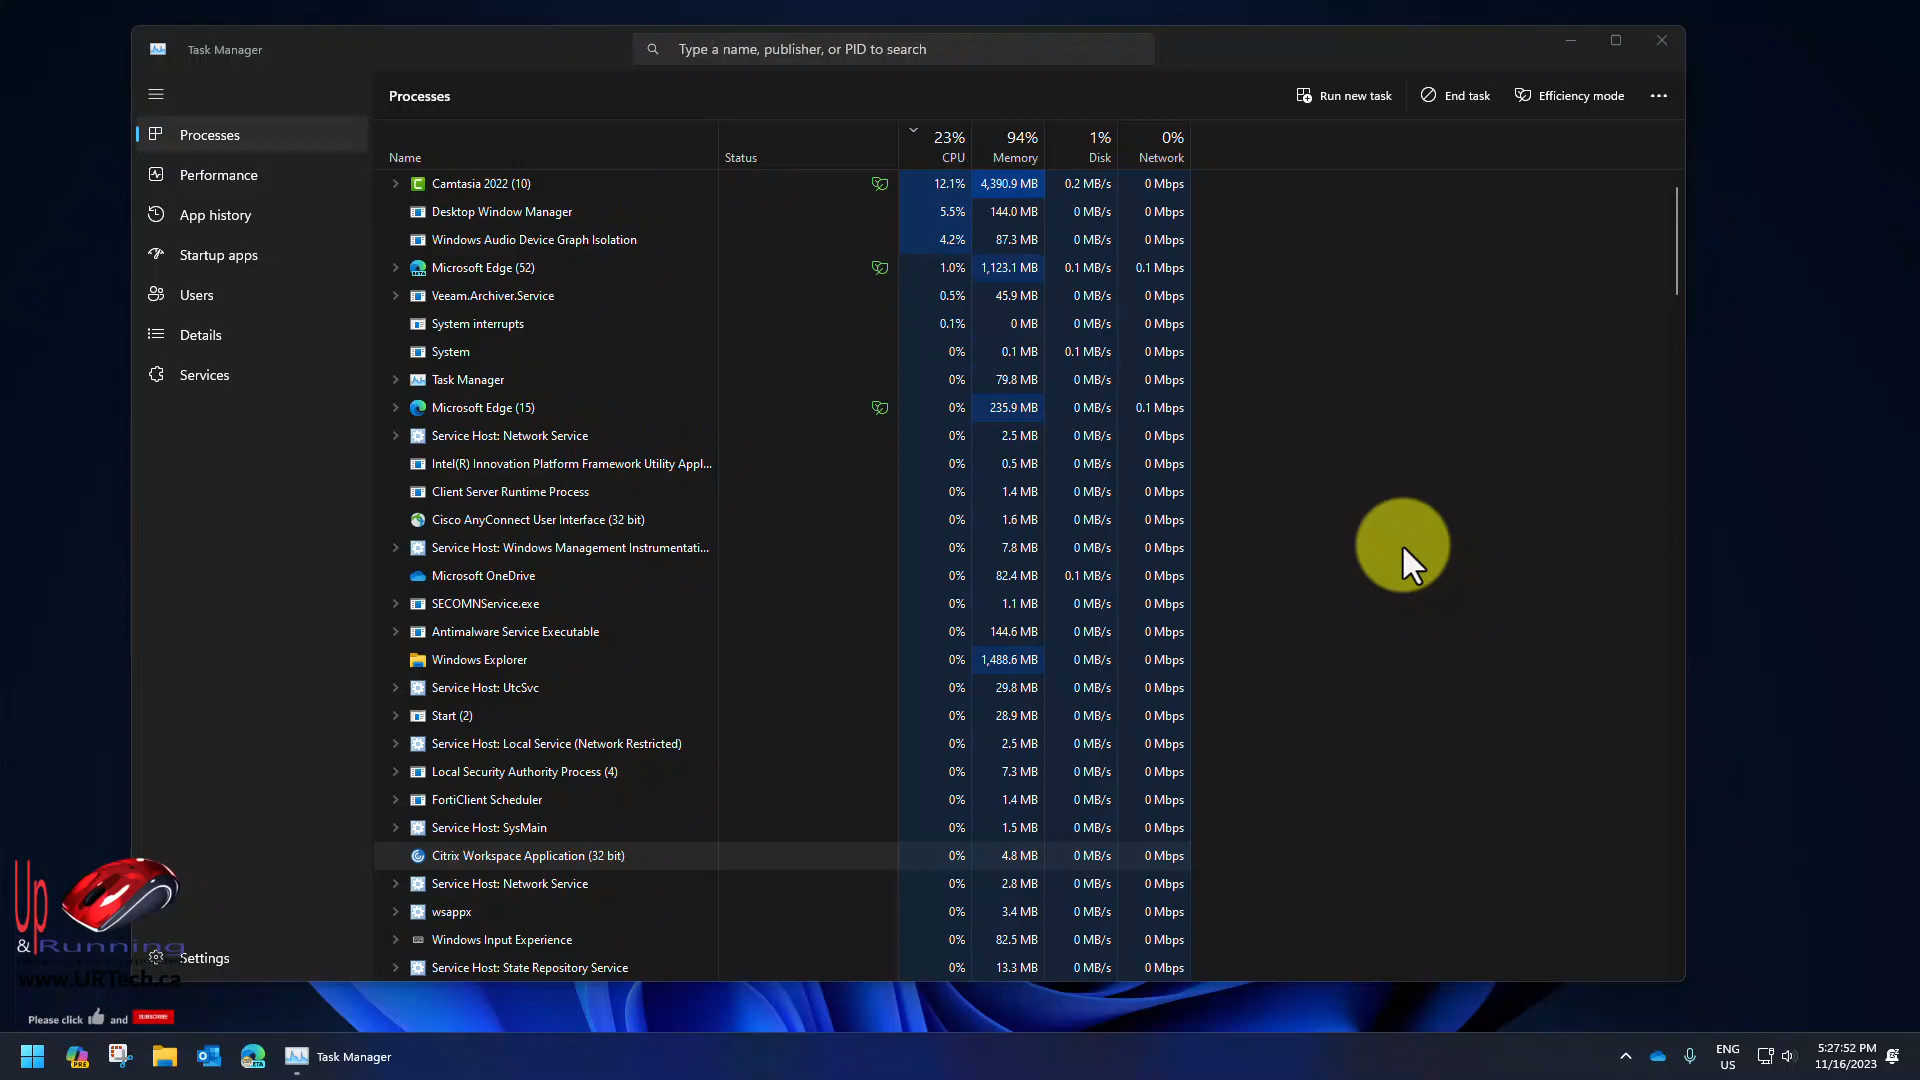 Task Manager
Type a name, publisher, or PID to search
Processes
Run new task
End task
Efficiency mode
Processes
Performance
App history
Startup apps
Users
Details
Services
Settings
23% 94% 1% 0%
Name Status CPU Memory Disk Network
Camtasia 2022 (10) 12.1% 4,390.9 MB 0.2 MB/s 0 Mbps
Desktop Window Manager 5.5% 144.0 MB 0 MB/s 0 Mbps
Windows Audio Device Graph Isolation 4.2% 87.3 MB 0 MB/s 0 Mbps
Microsoft Edge (52) 1.0% 1,123.1 MB 0.1 MB/s 0.1 Mbps
Veeam.Archiver.Service 0.5% 45.9 MB 0 MB/s 0 Mbps
System interrupts 0.1% 0 MB 0 MB/s 0 Mbps
System 0% 0.1 MB 0.1 MB/s 0 Mbps
Task Manager 0% 79.8 MB 0 MB/s 0 Mbps
Microsoft Edge (15) 0% 235.9 MB 0 MB/s 0.1 Mbps
Service Host: Network Service 0% 2.5 MB 0 MB/s 0 Mbps
Intel(R) Innovation Platform Framework Utility Appl... 0% 0.5 MB 0 MB/s 0 Mbps
Client Server Runtime Process 0% 1.4 MB 0 MB/s 0 Mbps
Cisco AnyConnect User Interface (32 bit) 0% 1.6 MB 0 MB/s 0 Mbps
Service Host: Windows Management Instrumentati... 0% 7.8 MB 0 MB/s 0 Mbps
Microsoft OneDrive 0% 82.4 MB 0.1 MB/s 0 Mbps
SECOMNService.exe 0% 1.1 MB 0 MB/s 0 Mbps
Antimalware Service Executable 0% 144.6 MB 0 MB/s 0 Mbps
Windows Explorer 0% 1,488.6 MB 0 MB/s 0 Mbps
Service Host: UtcSvc 0% 29.8 MB 0 MB/s 0 Mbps
Start (2) 0% 28.9 MB 0 MB/s 0 Mbps
Service Host: Local Service (Network Restricted) 0% 2.5 MB 0 MB/s 0 Mbps
Local Security Authority Process (4) 0% 7.3 MB 0 MB/s 0 Mbps
FortiClient Scheduler 0% 1.4 MB 0 MB/s 0 Mbps
Service Host: SysMain 0% 1.5 MB 0 MB/s 0 Mbps
Citrix Workspace Application (32 bit) 0% 4.8 MB 0 MB/s 0 Mbps
Service Host: Network Service 0% 2.8 MB 0 MB/s 0 Mbps
wsappx 0% 3.4 MB 0 MB/s 0 Mbps
Windows Input Experience 0% 82.5 MB 0 MB/s 0 Mbps
Service Host: State Repository Service 0% 13.3 MB 0 MB/s 0 Mbps
Up
& Running
www.URTech.ca
Please click and SUBSCRIBE
PRE
BETA
Task Manager
ENG
US
5:27:52 PM
11/16/2023